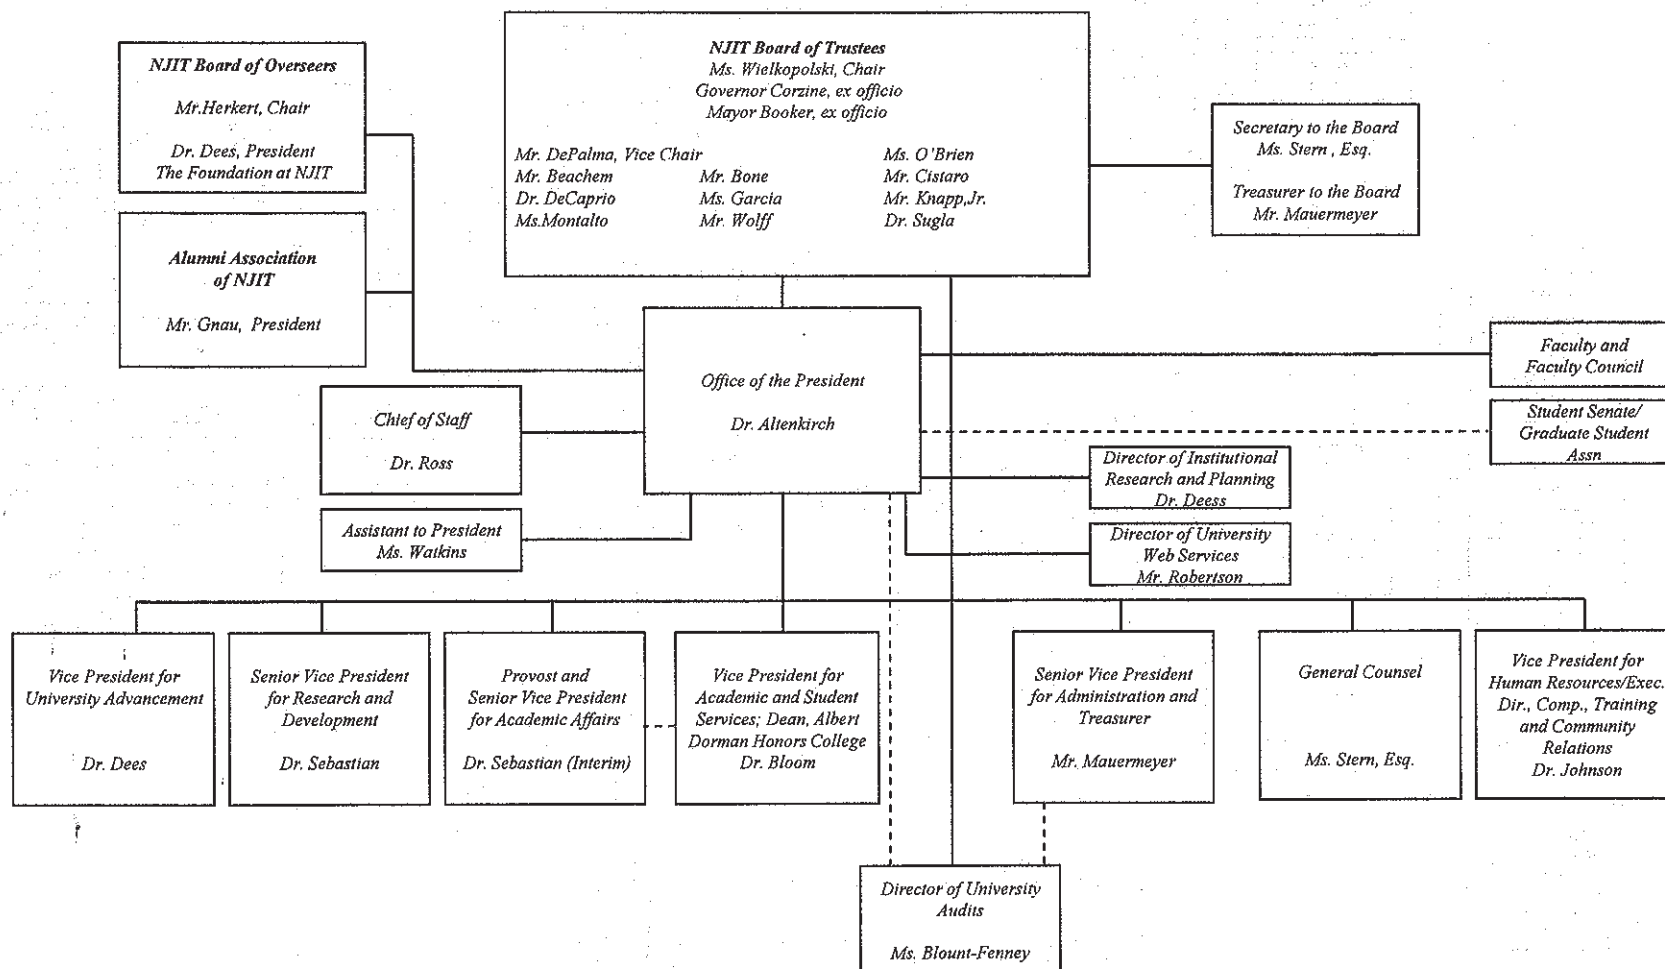 NJIT Board of Overseers
Mr.Herkert, Chair
Dr. Dees, President
The Foundation at NJIT
Alumni Association
of NJIT
Mr. Gnau, President
NJIT Board of Trustees
Ms. Wielkopolski, Chair
Governor Corzine, ex officio
Mayor Booker, ex officio
Mr. DePalma, Vice Chair Ms. O'Brien
Mr. Beachem Mr. Bone Mr. Cistaro
Dr. DeCaprio Ms. Garcia Mr. Knapp,Jr.
Ms.Montalto Mr. Wolff Dr. Sugla
Secretary to the Board
Ms. Stern , Esq.
Treasurer to the Board
Mr. Mauermeyer
Office of the President
Dr. Altenkirch
Faculty and
Faculty Council
Student Senate/
Graduate Student
Assn
Chief of Staff
Dr. Ross
Assistant to President
Ms. Watkins
Director of Institutional
Research and Planning
Dr. Deess
Director of University
Web Services
Mr. Robertson
Vice President for
University Advancement
Dr. Dees
Senior Vice President
for Research and
Development
Dr. Sebastian
Provost and
Senior Vice President
for Academic Affairs
Dr. Sebastian (Interim)
Vice President for
Academic and Student
Services; Dean, Albert
Dorman Honors College
Dr. Bloom
Senior Vice President
for Administration and
Treasurer
Mr. Mauermeyer
General Counsel
Ms. Stern, Esq.
Vice President for
Human Resources/Exec.
Dir., Comp., Training
and Community
Relations
Dr. Johnson
Director of University
Audits
Ms. Blount-Fenney